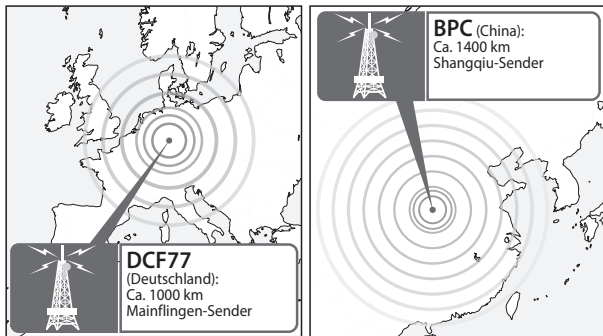 DCF77
(Deutschland):
Ca. 1000 km
Mainflingen-Sender
BPC (China):
Ca. 1400 km
Shangqiu-Sender